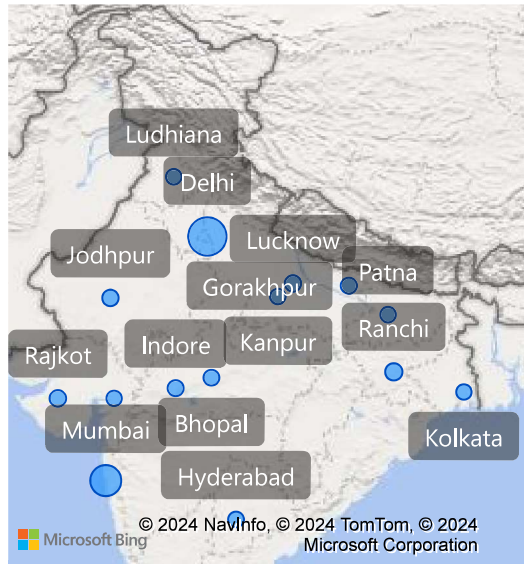 Ludhiana
Delhi
Lucknow
Jodhpur
Gorakhpur
Patna
Ranchi
Indore
Kanpur
Rajkot
Mumbai
Bhopal
Kolkata
Hyderabad
© 2024 NavInfo, © 2024 TomTom, © 2024
Microsoft Bing
Microsoft Corporation